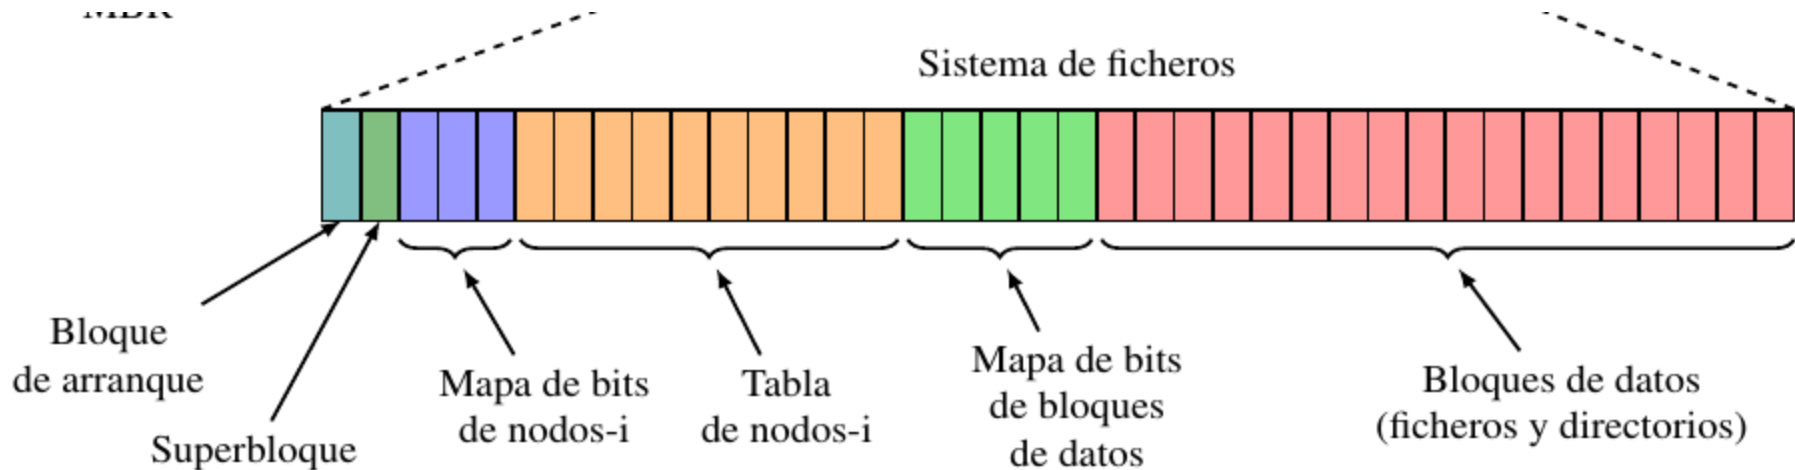 MBR
Sistema de ficheros
Bloque
de arranque
Superbloque
Mapa de bits
de nodos-i
Tabla
de nodos-i
Mapa de bits
de bloques
de datos
Bloques de datos
(ficheros y directorios)